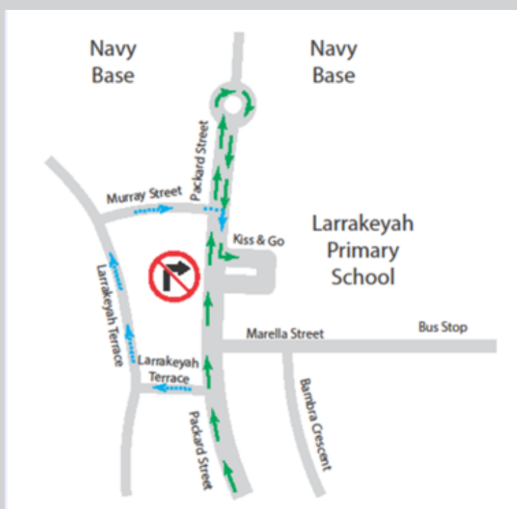 Navy
Base
Navy
Base
Packard Street
Murray Street
Kiss & Go
Larrakeyah
Primary
School
Larrakeyah Terrace
Marella Street
Bus Stop
Larrakeyah
Terrace
Bambra Crescent
Packard Street